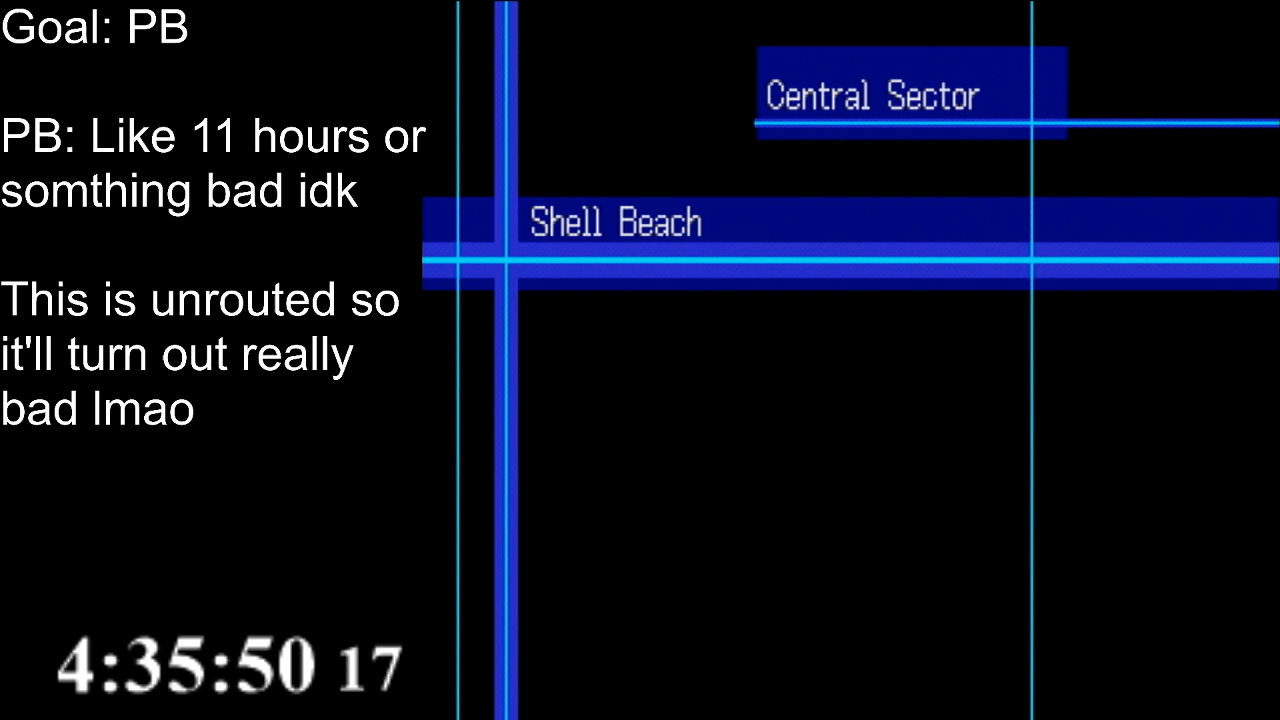 Goal: PB
PB: Like 11 hours or
somthing bad idk
This is unrouted so
it'll turn out really
bad lmao
Central Sector
Shell Beach
4:35:50 17